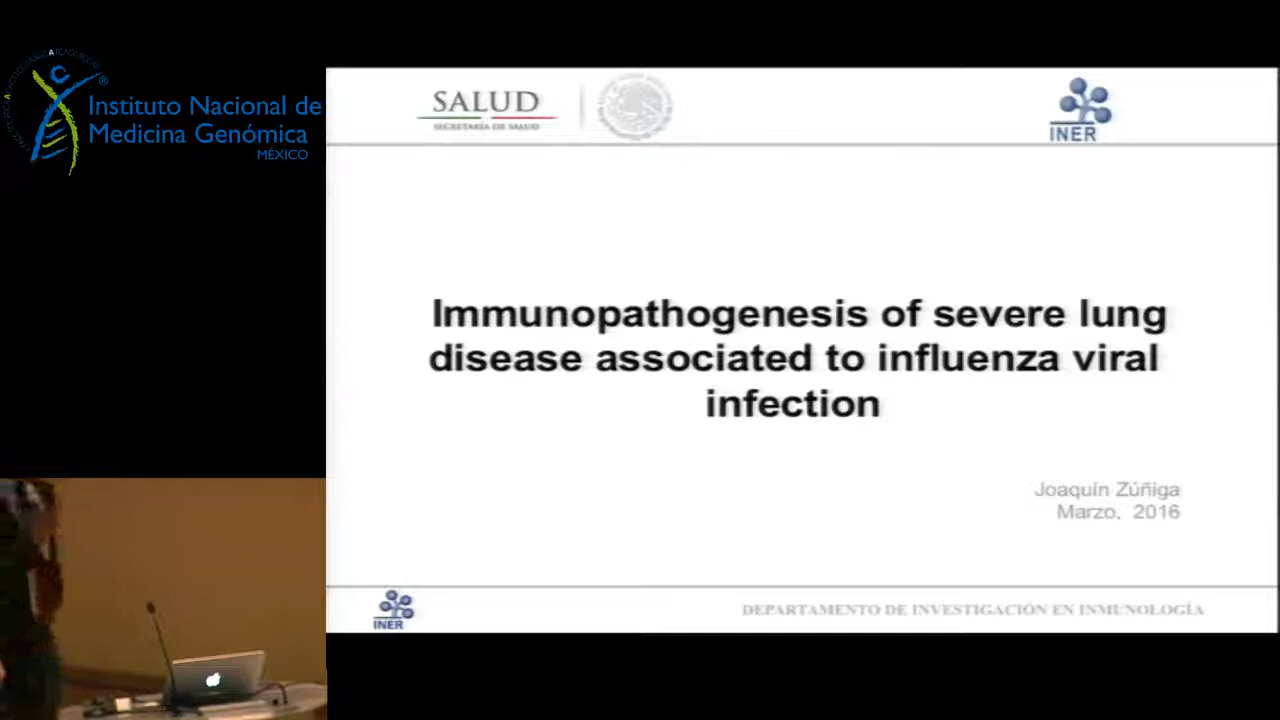 Instituto Nacional de
Medicina Genómica
MÉXICO
SALUD
SECRETARÍA DE SALUD
INER
Immunopathogenesis of severe lung
disease associated to influenza viral
infection
Joaquín Zúñiga
Marzo, 2016
INER
DEPARTAMENTO DE INVESTIGACIÓN EN INMUNOLOGÍA